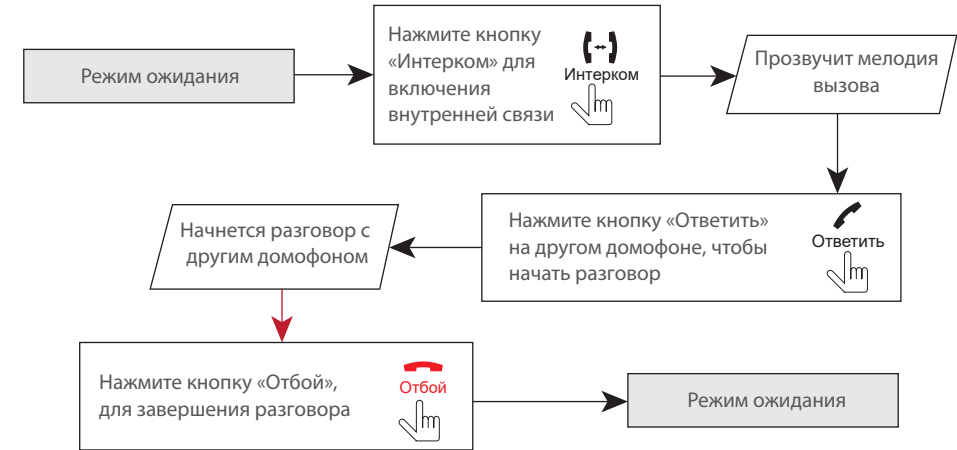 Режим ожидания
Нажмите кнопку
«Интерком» для
включения
внутренней связи
Интерком
Прозвучит мелодия
вызова
Нажмите кнопку «Ответить»
на другом домофоне, чтобы
начать разговор
Ответить
Начнется разговор с
другим домофоном
Нажмите кнопку «Отбой»,
для завершения разговора
Отбой
Режим ожидания